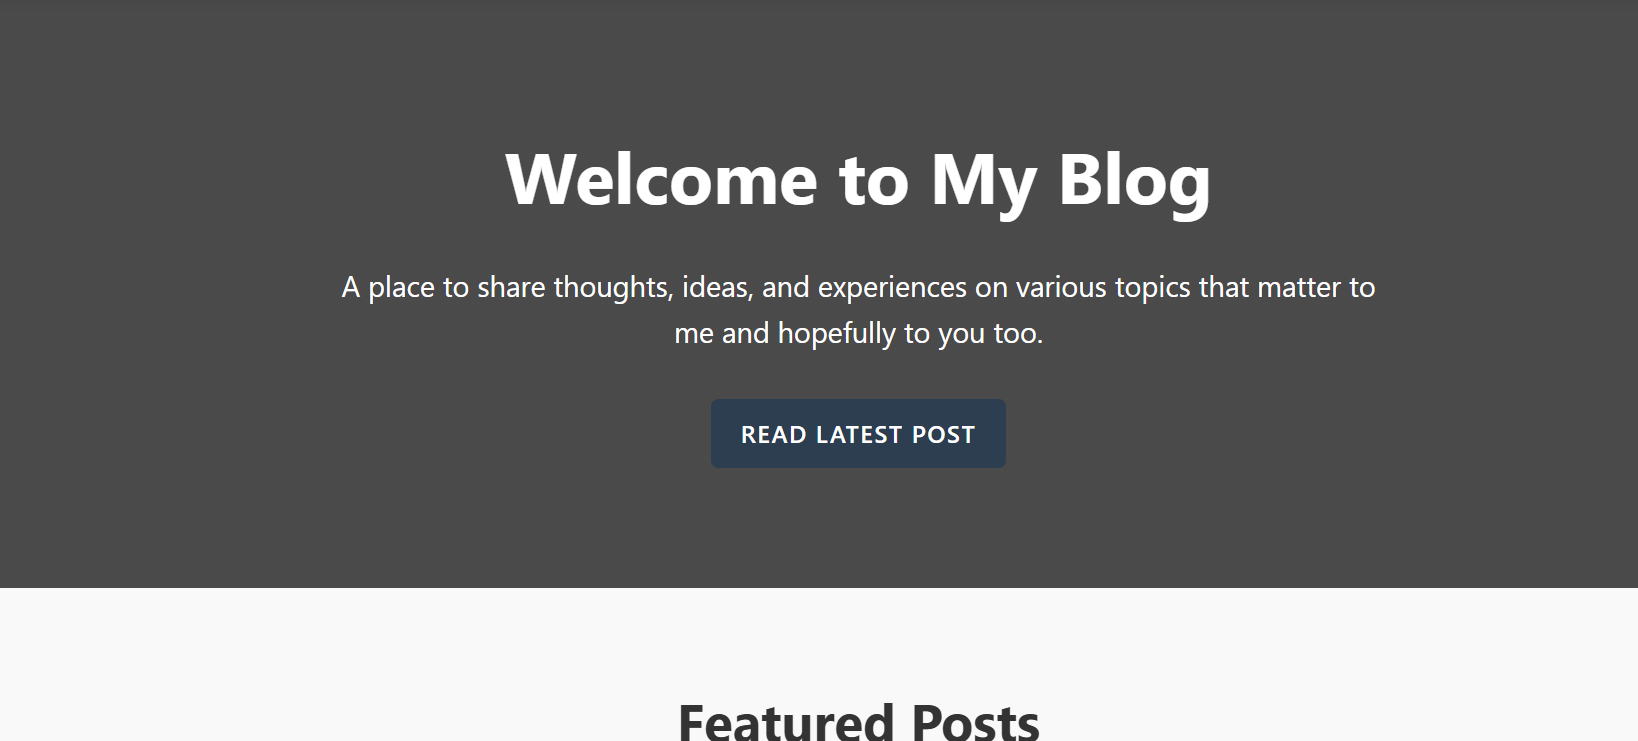 Welcome to My Blog
A place to share thoughts, ideas, and experiences on various topics that matter to
me and hopefully to you too.
READ LATEST POST
Featured Posts